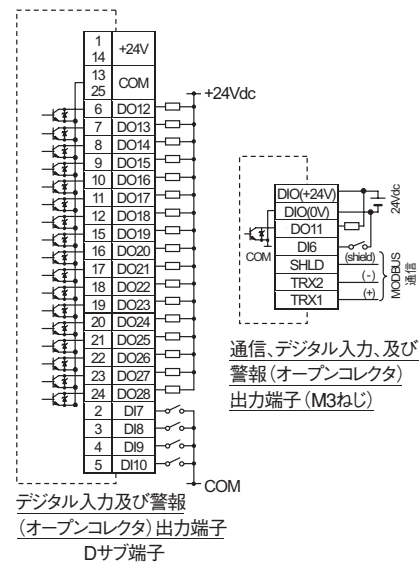 1
14
+24V
13
25
COM
+24Vdc
6 DO12
7 DO13
8 DO14
9 DO15
10 DO16
11 DO17
12 DO18
15 DO19
16 DO20
17 DO21
18 DO22
19 DO23
20 DO24
21 DO25
22 DO26
23 DO27
24 DO28
2 DI7
3 DI8
4 DI9
5 DI10
COM
デジタル入力及び警報
(オープンコレクタ)出力端子
Dサブ端子
DIO(+24V)
DIO(0V)
DO11
DI6
SHLD
TRX2
TRX1
COM
24Vdc
(shield)
(-)
(+)
MODBUS
通信
通信、デジタル入力、及び
警報(オープンコレクタ)
出力端子(M3ねじ)